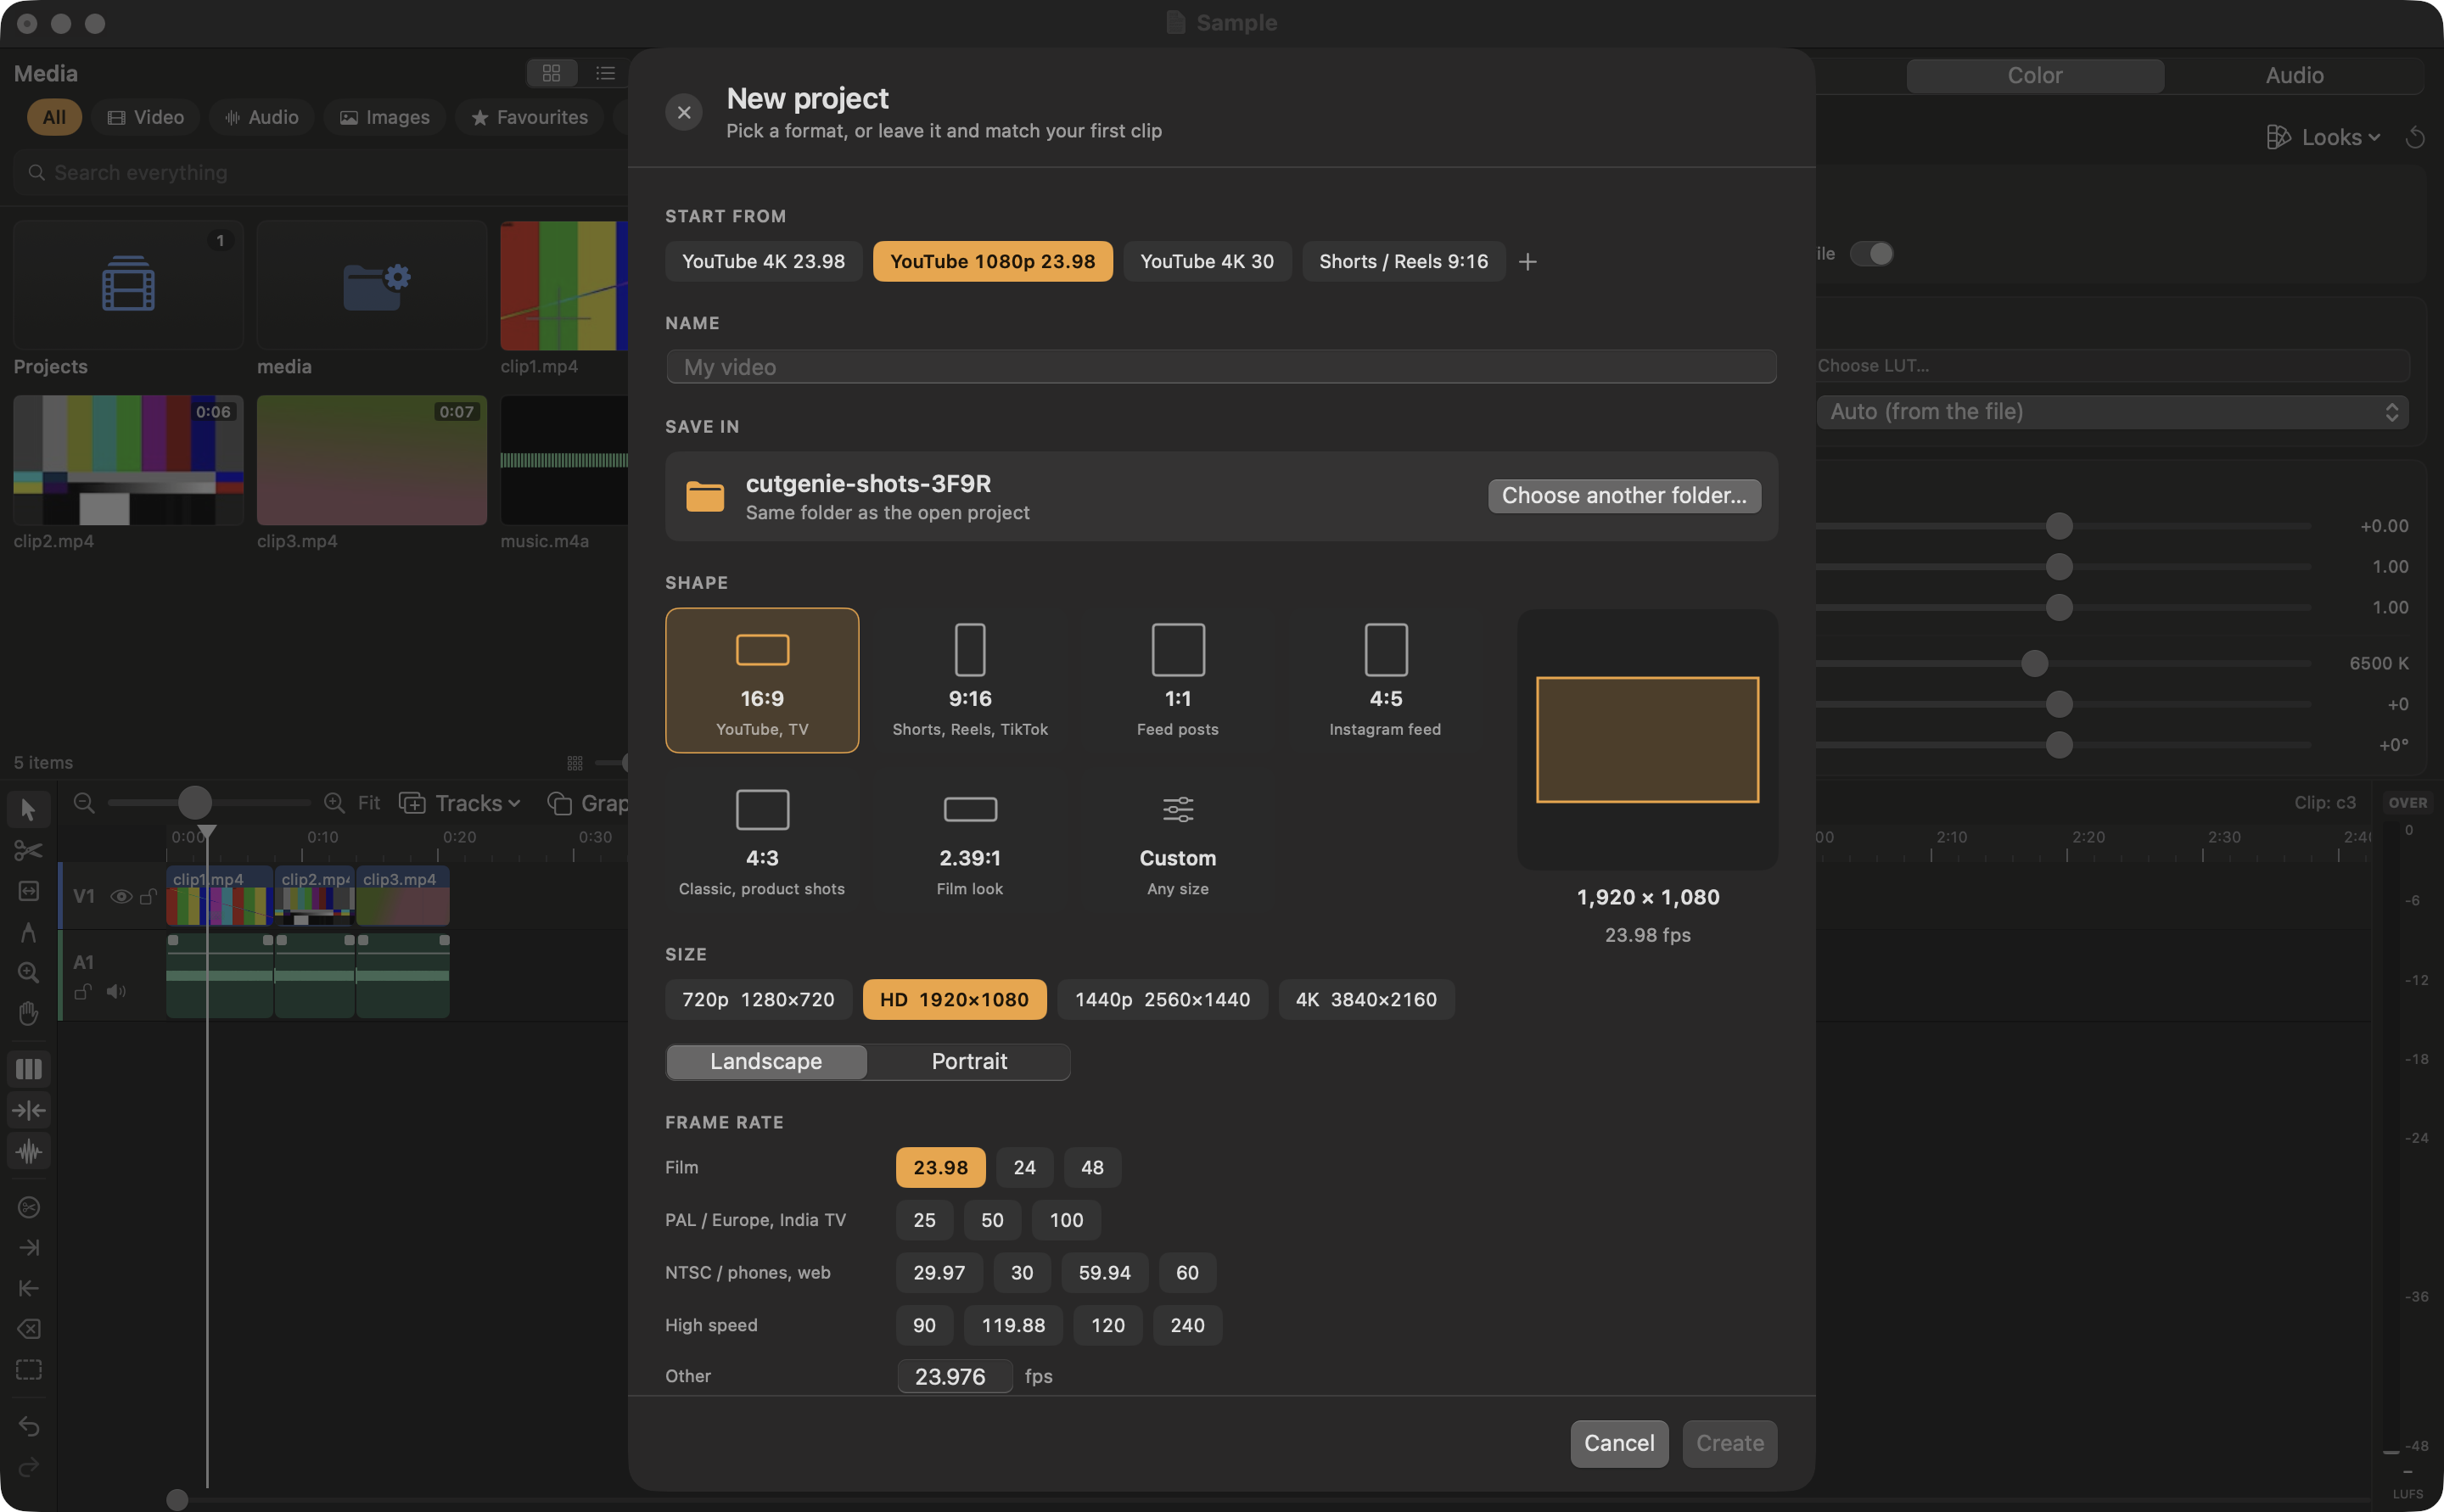 Sample
Media
All
Video
Audio
Images
Favourites
Search everything
1
Projects
media
clip1.mp4
0:06
clip2.mp4
0:07
clip3.mp4
music.m4a
5 items
New project
Pick a format, or leave it and match your first clip
START FROM
YouTube 4K 23.98
YouTube 1080p 23.98
YouTube 4K 30
Shorts / Reels 9:16
NAME
My video
SAVE IN
cutgenie-shots-3F9R
Same folder as the open project
Choose another folder...
SHAPE
16:9
YouTube, TV
9:16
Shorts, Reels, TikTok
1:1
Feed posts
4:5
Instagram feed
4:3
Classic, product shots
2.39:1
Film look
Custom
Any size
1,920 × 1,080
23.98 fps
SIZE
720p 1280×720
HD 1920×1080
1440p 2560×1440
4K 3840×2160
Landscape
Portrait
FRAME RATE
Film
23.98
24
48
PAL / Europe, India TV
25
50
100
NTSC / phones, web
29.97
30
59.94
60
High speed
90
119.88
120
240
Other
23.976
fps
Cancel
Create
Color
Audio
Looks
Choose LUT...
Auto (from the file)
+0.00
1.00
1.00
6500 K
+0
+0°
Fit
Tracks
0:00
0:10
0:20
0:30
V1
clip1.mp4
clip2.mp4
clip3.mp4
A1
Clip: c3
OVER
2:10
2:20
2:30
0
-6
-12
-18
-24
-36
-48
LUFS